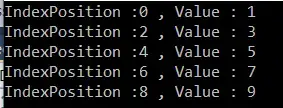 IndexPosition :0 , Value : 1
IndexPosition :2 , Value : 3
IndexPosition :4 , Value : 5
IndexPosition :6 , Value : 7
IndexPosition :8 , Value : 9